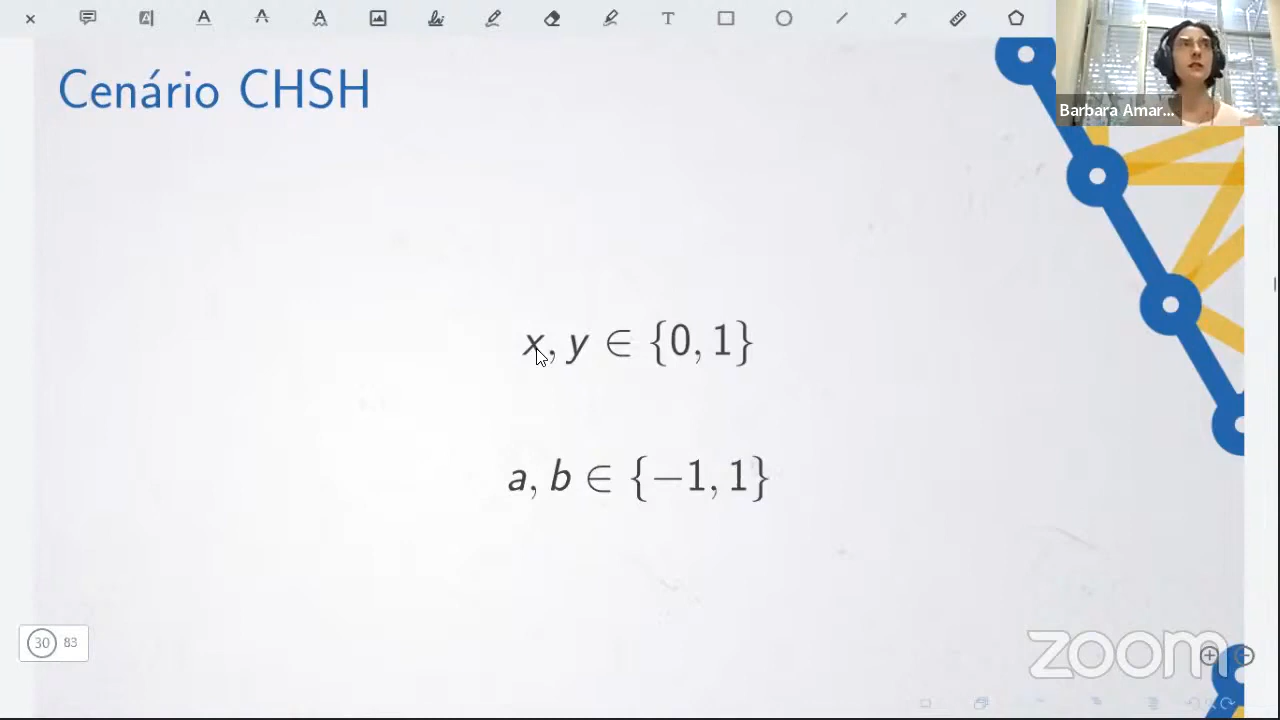 Cenário CHSH
Barbara Amar...
x, y ∈ {0, 1}
a, b ∈ {−1, 1}
30 83
zoom